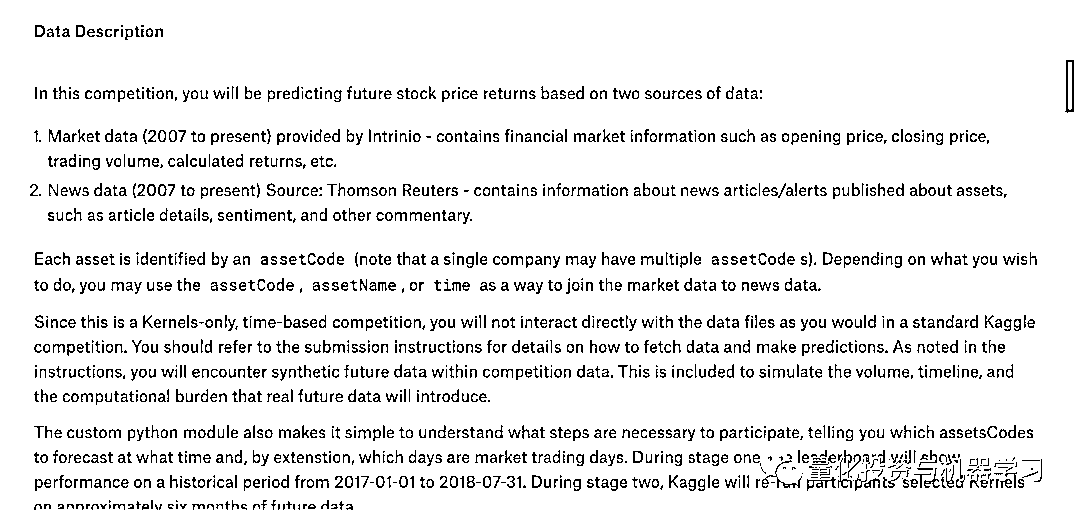 Data Description
In this competition, you will be predicting future stock price returns based on two sources of data:
1. Market data (2007 to present) provided by Intrinio - contains financial market information such as opening price, closing price,
trading volume, calculated returns, etc.
2. News data (2007 to present) Source: Thomson Reuters - contains information about news articles/alerts published about assets,
such as article details, sentiment, and other commentary.
Each asset is identified by an assetCode (note that a single company may have multiple assetCode s). Depending on what you wish
to do, you may use the assetCode , assetName , or time as a way to join the market data to news data.
Since this is a Kernels-only, time-based competition, you will not interact directly with the data files as you would in a standard Kaggle
competition. You should refer to the submission instructions for details on how to fetch data and make predictions. As noted in the
instructions, you will encounter synthetic future data within competition data. This is included to simulate the volume, timeline, and
the computational burden that real future data will introduce.
The custom python module also makes it simple to understand what steps are necessary to participate, telling you which assetsCodes
to forecast at what time and, by extenstion, which days are market trading days. During stage one leaderboard will show
performance on a historical period from 2017-01-01 to 2018-07-31. During stage two, Kaggle will re-run participants selected Kernels
on approximately six months of future data
量化投资与机器学习